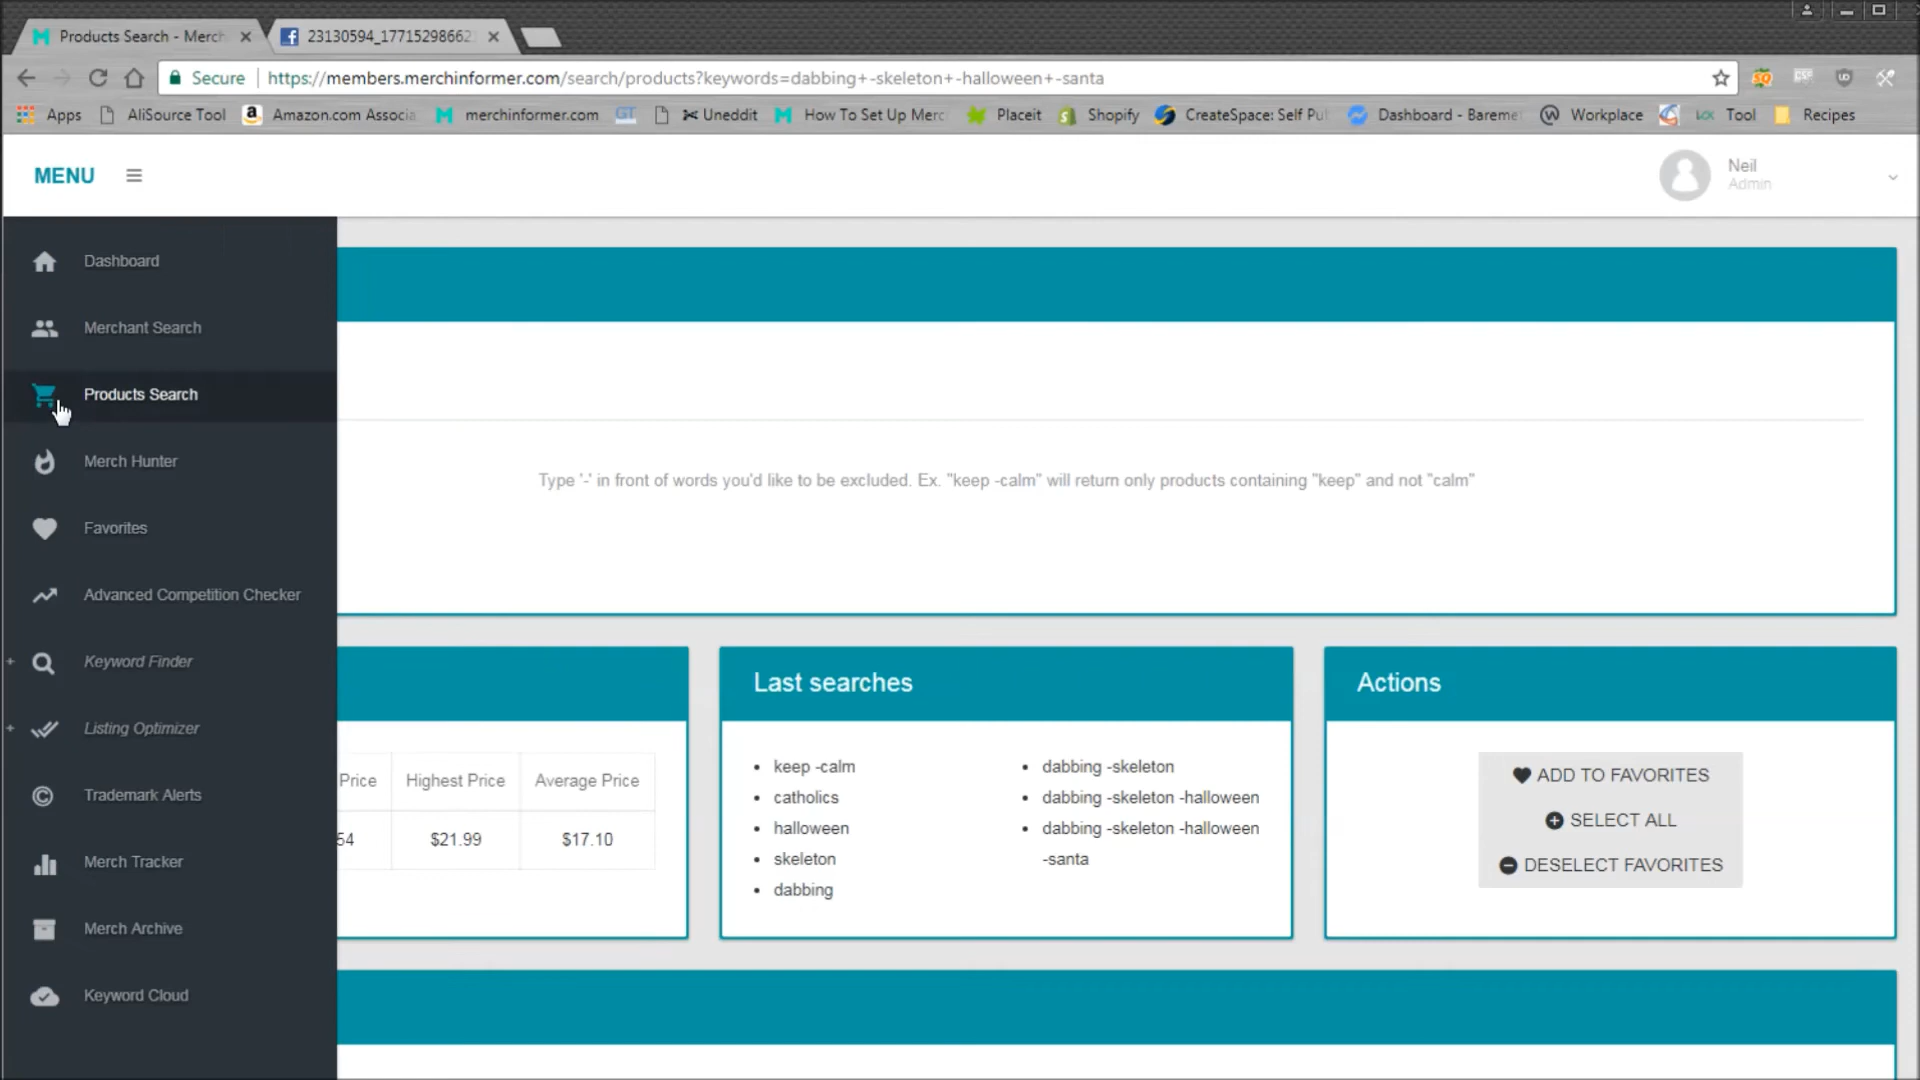 Products Search - Merch
23130594_17715298662
Secure
https://members.merchinformer.com/search/products?keywords=dabbing+-skeleton+-halloween+-santa
Apps
AliSource Tool
Amazon.com Associa
merchinformer.com
GT
Uneddit
How To Set Up Merc
Placeit
Shopify
CreateSpace: Self Pu
Dashboard - Bareme
Workplace
Tool
Recipes
MENU
Neil
Admin
Dashboard
Merchant Search
Products Search
Merch Hunter
Favorites
Advanced Competition Checker
+ Keyword Finder
+ Listing Optimizer
Trademark Alerts
Merch Tracker
Merch Archive
Keyword Cloud
Type '-' in front of words you'd like to be excluded. Ex. "keep -calm" will return only products containing "keep" and not "calm"
Price Highest Price Average Price
54 $21.99 $17.10
Last searches
• keep -calm
• catholics
• halloween
• skeleton
• dabbing
• dabbing -skeleton
• dabbing -skeleton -halloween
• dabbing -skeleton -halloween
-santa
Actions
ADD TO FAVORITES
SELECT ALL
DESELECT FAVORITES